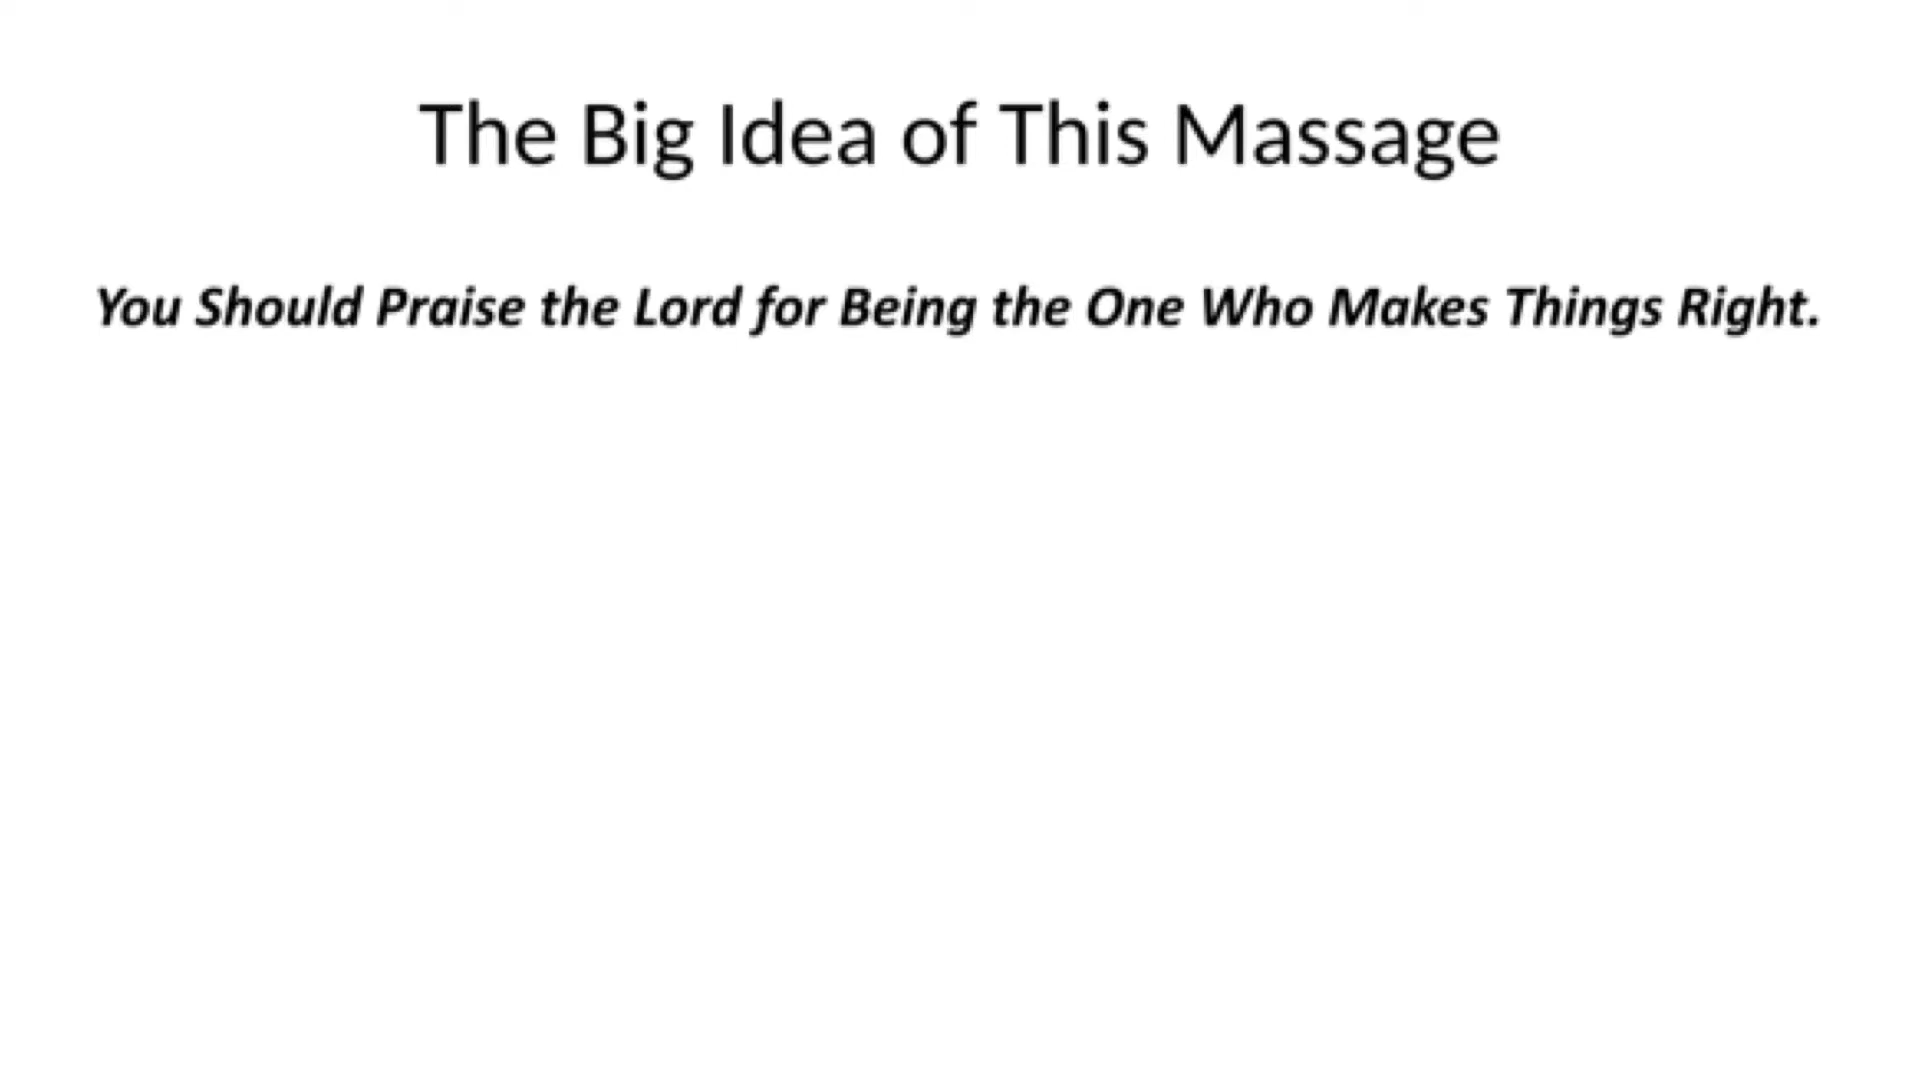 The Big Idea of This Massage
You Should Praise the Lord for Being the One Who Makes Things Right.